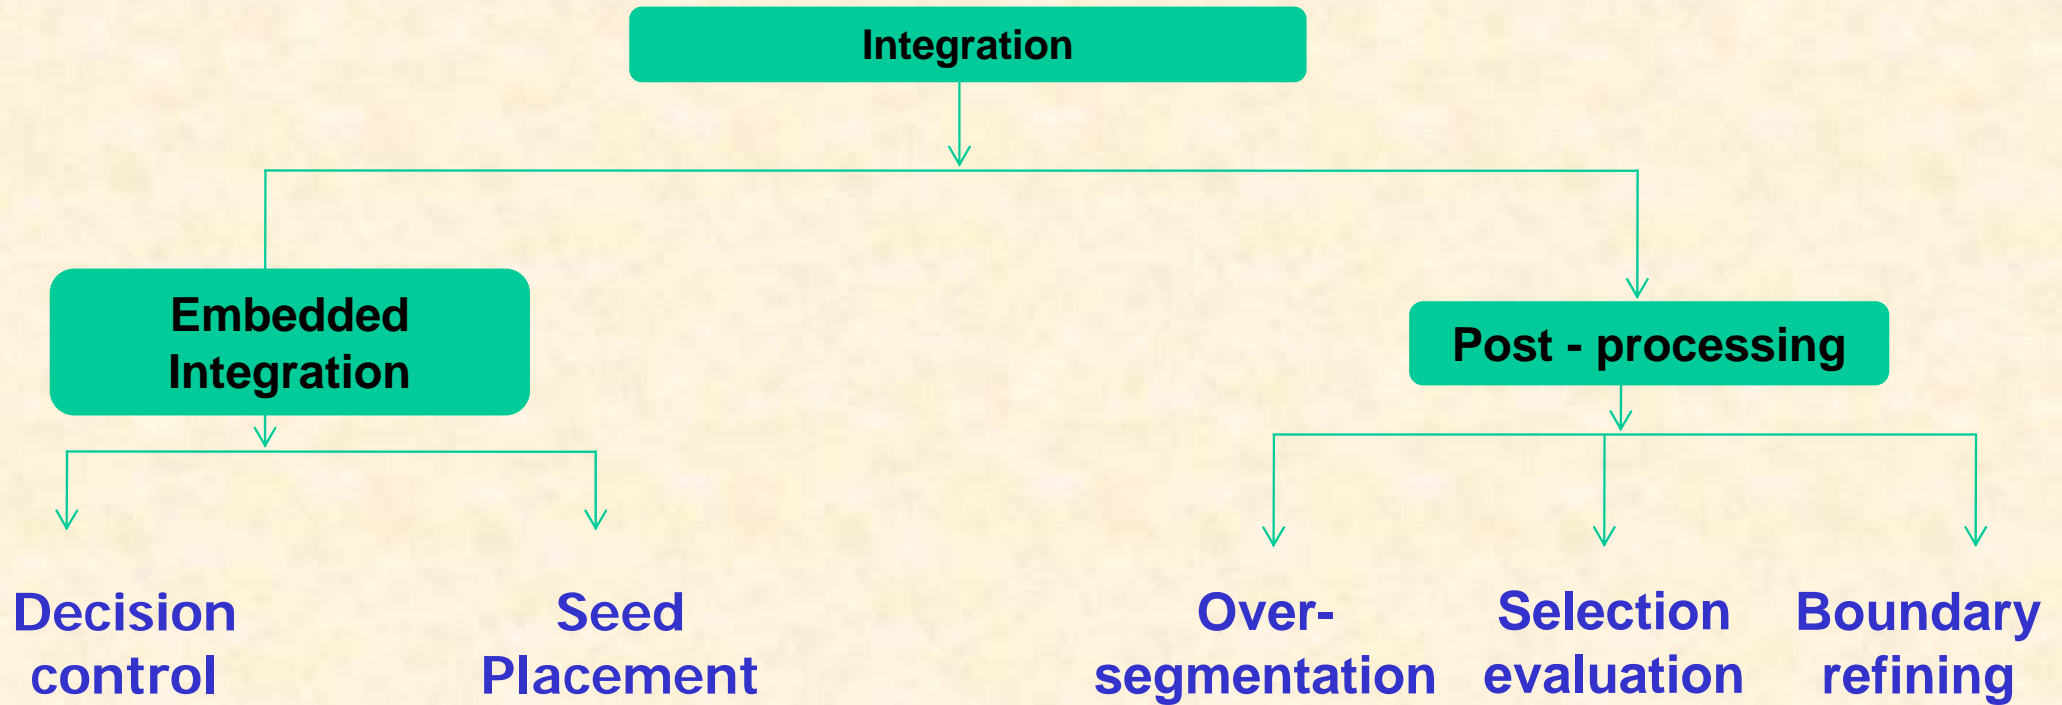 Integration
Embedded
Integration
Post - processing
Decision
control
Seed
Placement
Over-
segmentation
Selection
evaluation
Boundary
refining